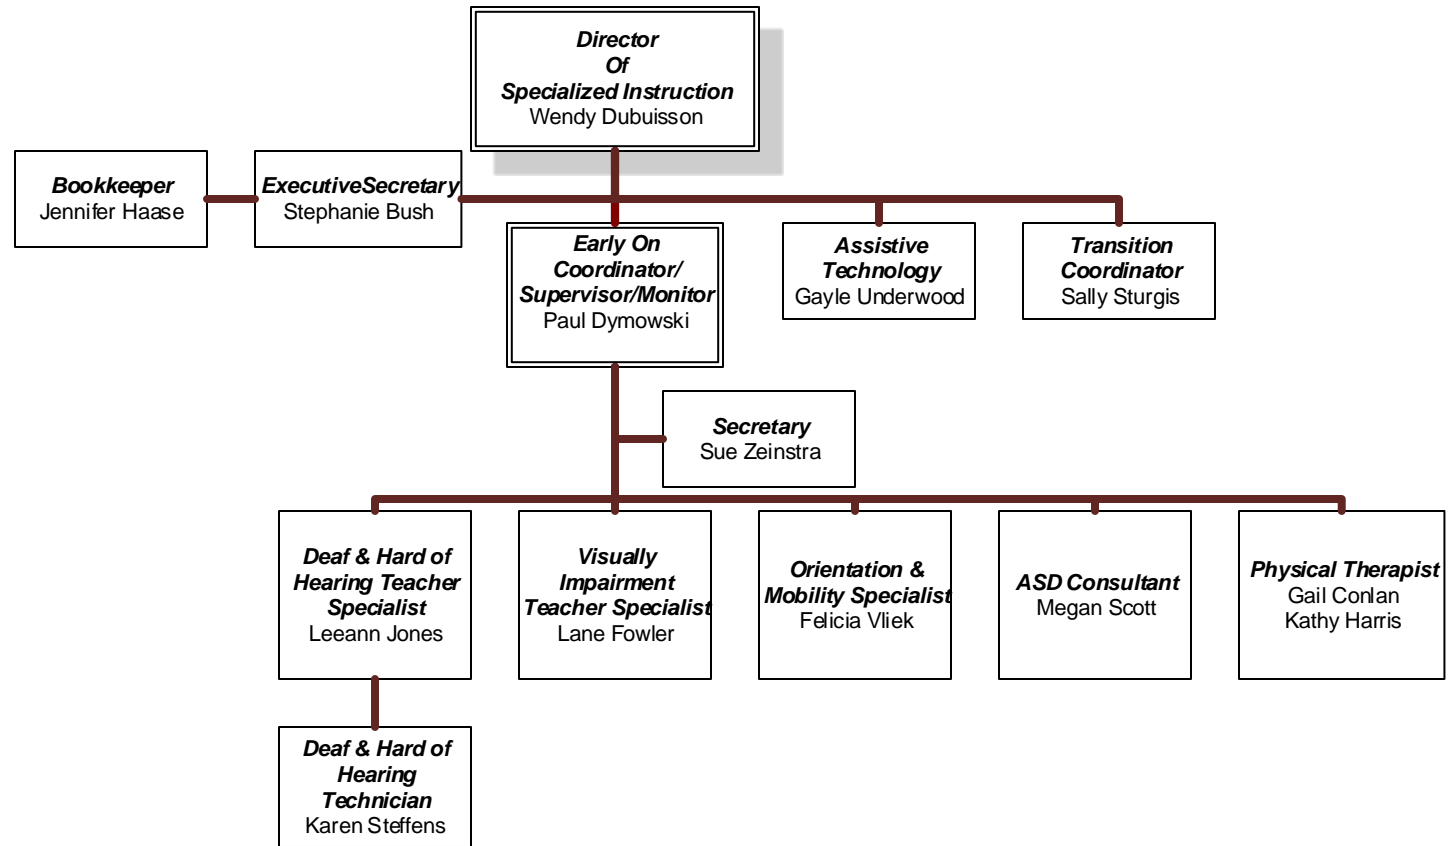 Director
Of
Specialized Instruction
Wendy Dubuisson
Bookkeeper
Jennifer Haase
ExecutiveSecretary
Stephanie Bush
Early On
Coordinator/
Supervisor/Monitor
Paul Dymowski
Assistive
Technology
Gayle Underwood
Transition
Coordinator
Sally Sturgis
Secretary
Sue Zeinstra
Deaf & Hard of
Hearing Teacher
Specialist
Leeann Jones
Visually
Impairment
Teacher Specialist
Lane Fowler
Orientation &
Mobility Specialist
Felicia Vliek
ASD Consultant
Megan Scott
Physical Therapist
Gail Conlan
Kathy Harris
Deaf & Hard of
Hearing
Technician
Karen Steffens